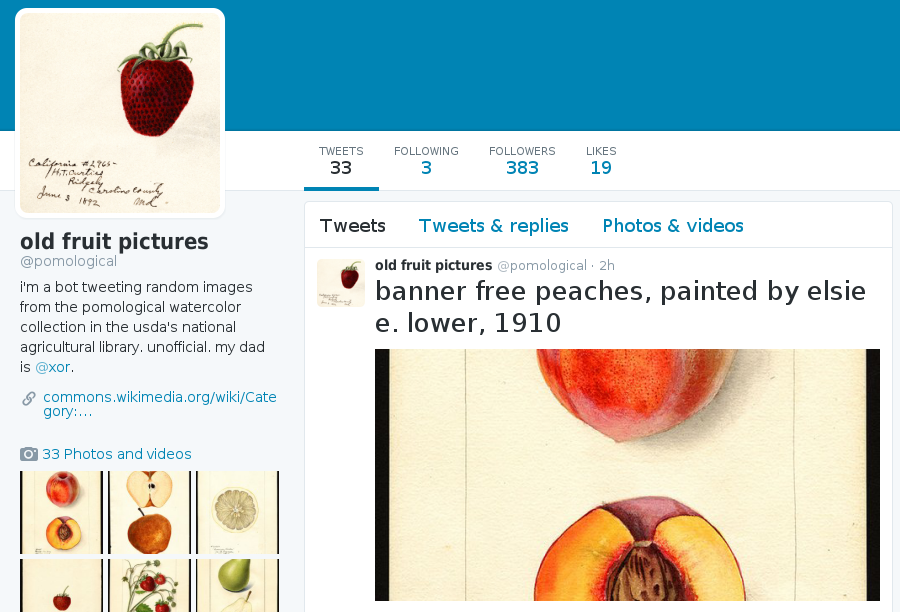 California #2965-
H.T. Curtiss
Ridgely
Caroline County
June 3 1892 Md.
TWEETS
33
FOLLOWING
3
FOLLOWERS
383
LIKES
19
old fruit pictures
@pomological
i'm a bot tweeting random images
from the pomological watercolor
collection in the usda's national
agricultural library. unofficial. my dad
is @xor.
commons.wikimedia.org/wiki/Cate
gory:...
33 Photos and videos
Tweets Tweets & replies Photos & videos
old fruit pictures @pomological · 2h
banner free peaches, painted by elsie
e. lower, 1910